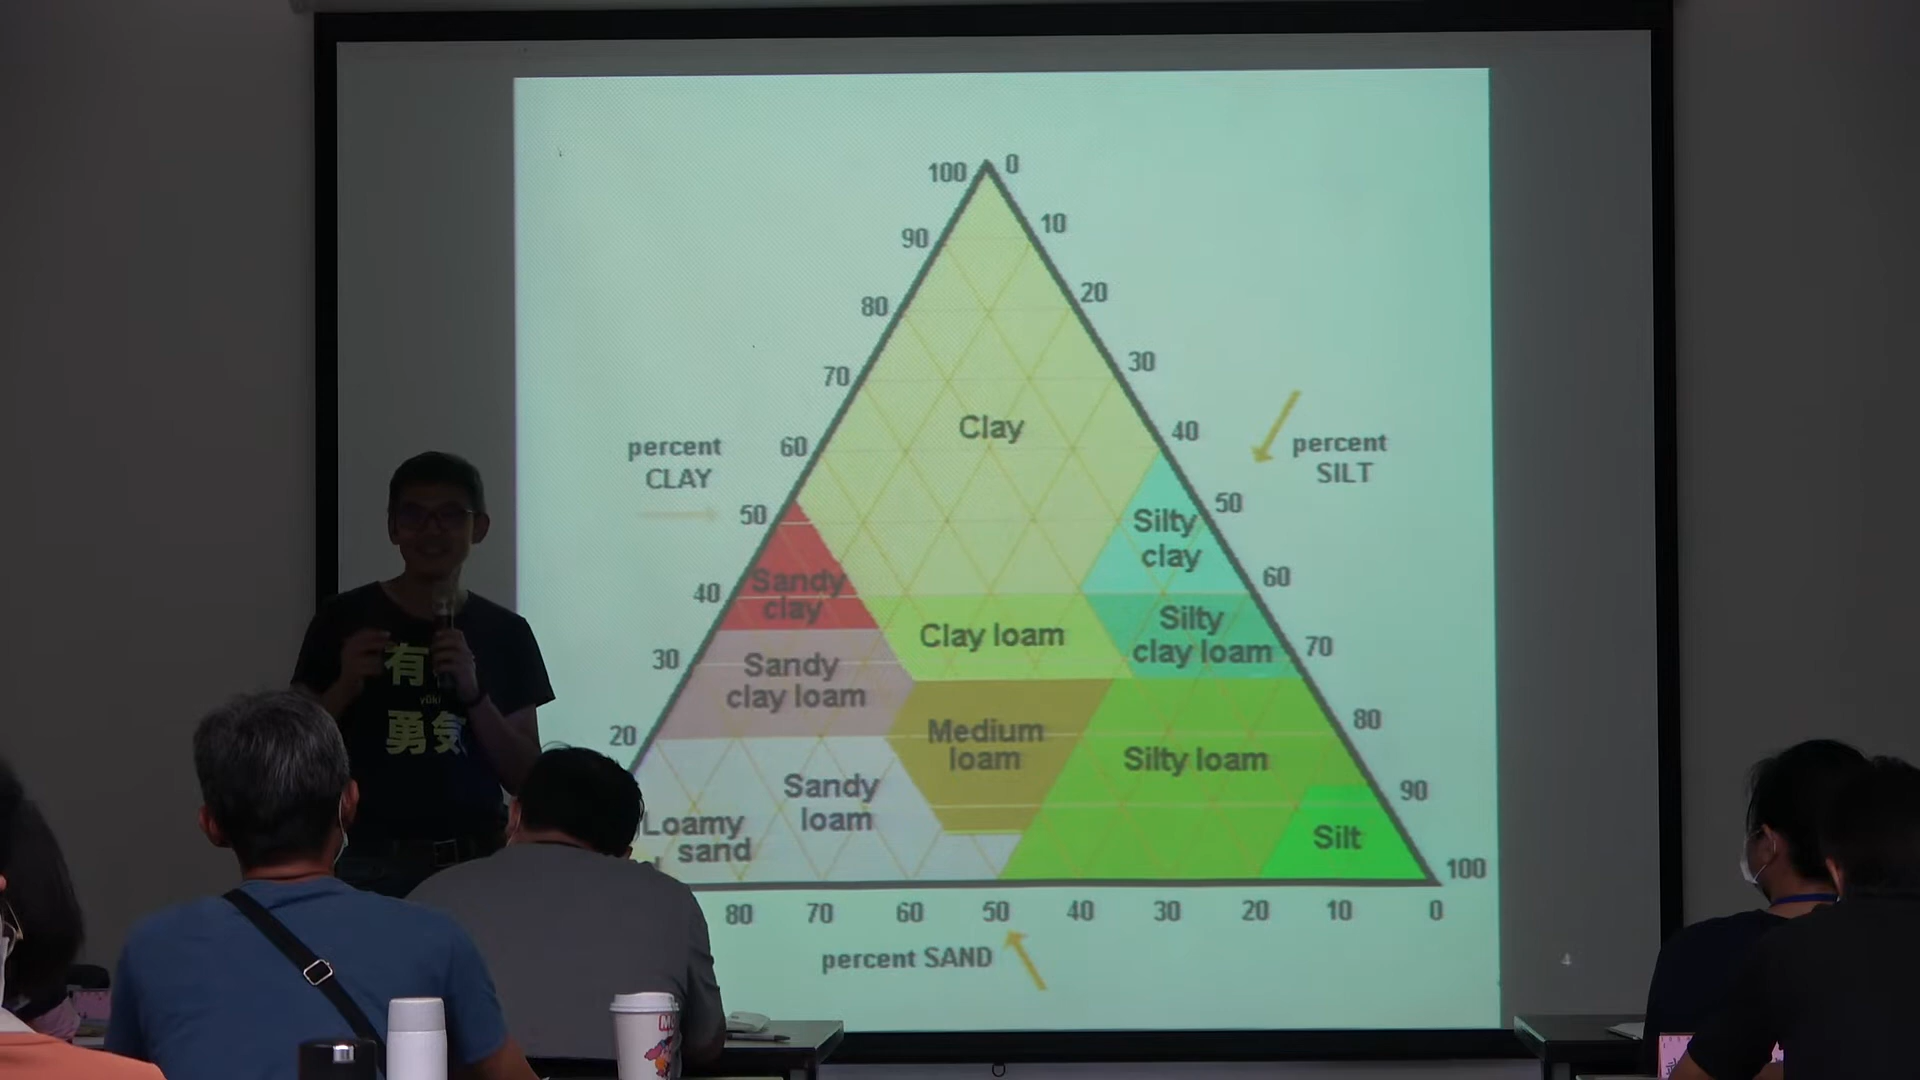 100 0
90 10
80 20
70 30
Clay
60 40
percent
CLAY
percent
SILT
50 50
Silty
clay
60
40
Sandy
clay
Silty
clay loam
Clay loam
70
30
Sandy
clay loam
80
20
Medium
loam
Silty loam
Sandy
loam
90
Loamy
sand
Silt
100
80 70 60 50 40 30 20 10 0
percent SAND
4
有
yūki
勇気